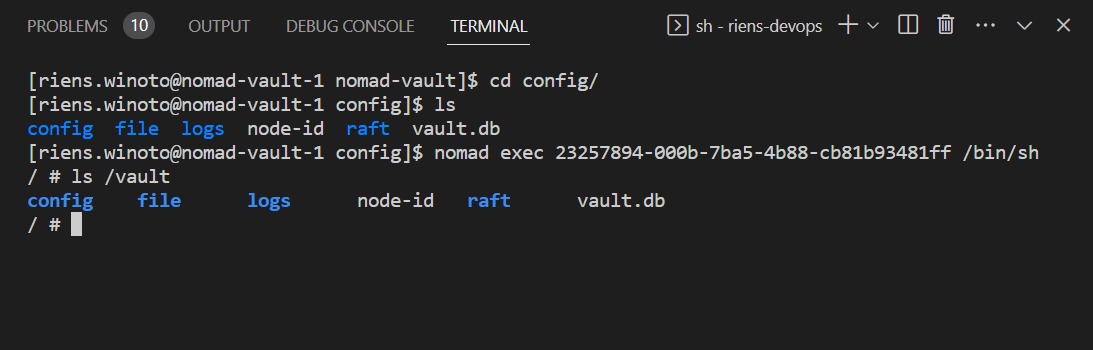 PROBLEMS 10 OUTPUT DEBUG CONSOLE TERMINAL sh - riens-devops
[riens.winoto@nomad-vault-1 nomad-vault]$ cd config/
[riens.winoto@nomad-vault-1 config]$ ls
config file logs node-id raft vault.db
[riens.winoto@nomad-vault-1 config]$ nomad exec 23257894-000b-7ba5-4b88-cb81b93481ff /bin/sh
/ # ls /vault
config file logs node-id raft vault.db
/ #